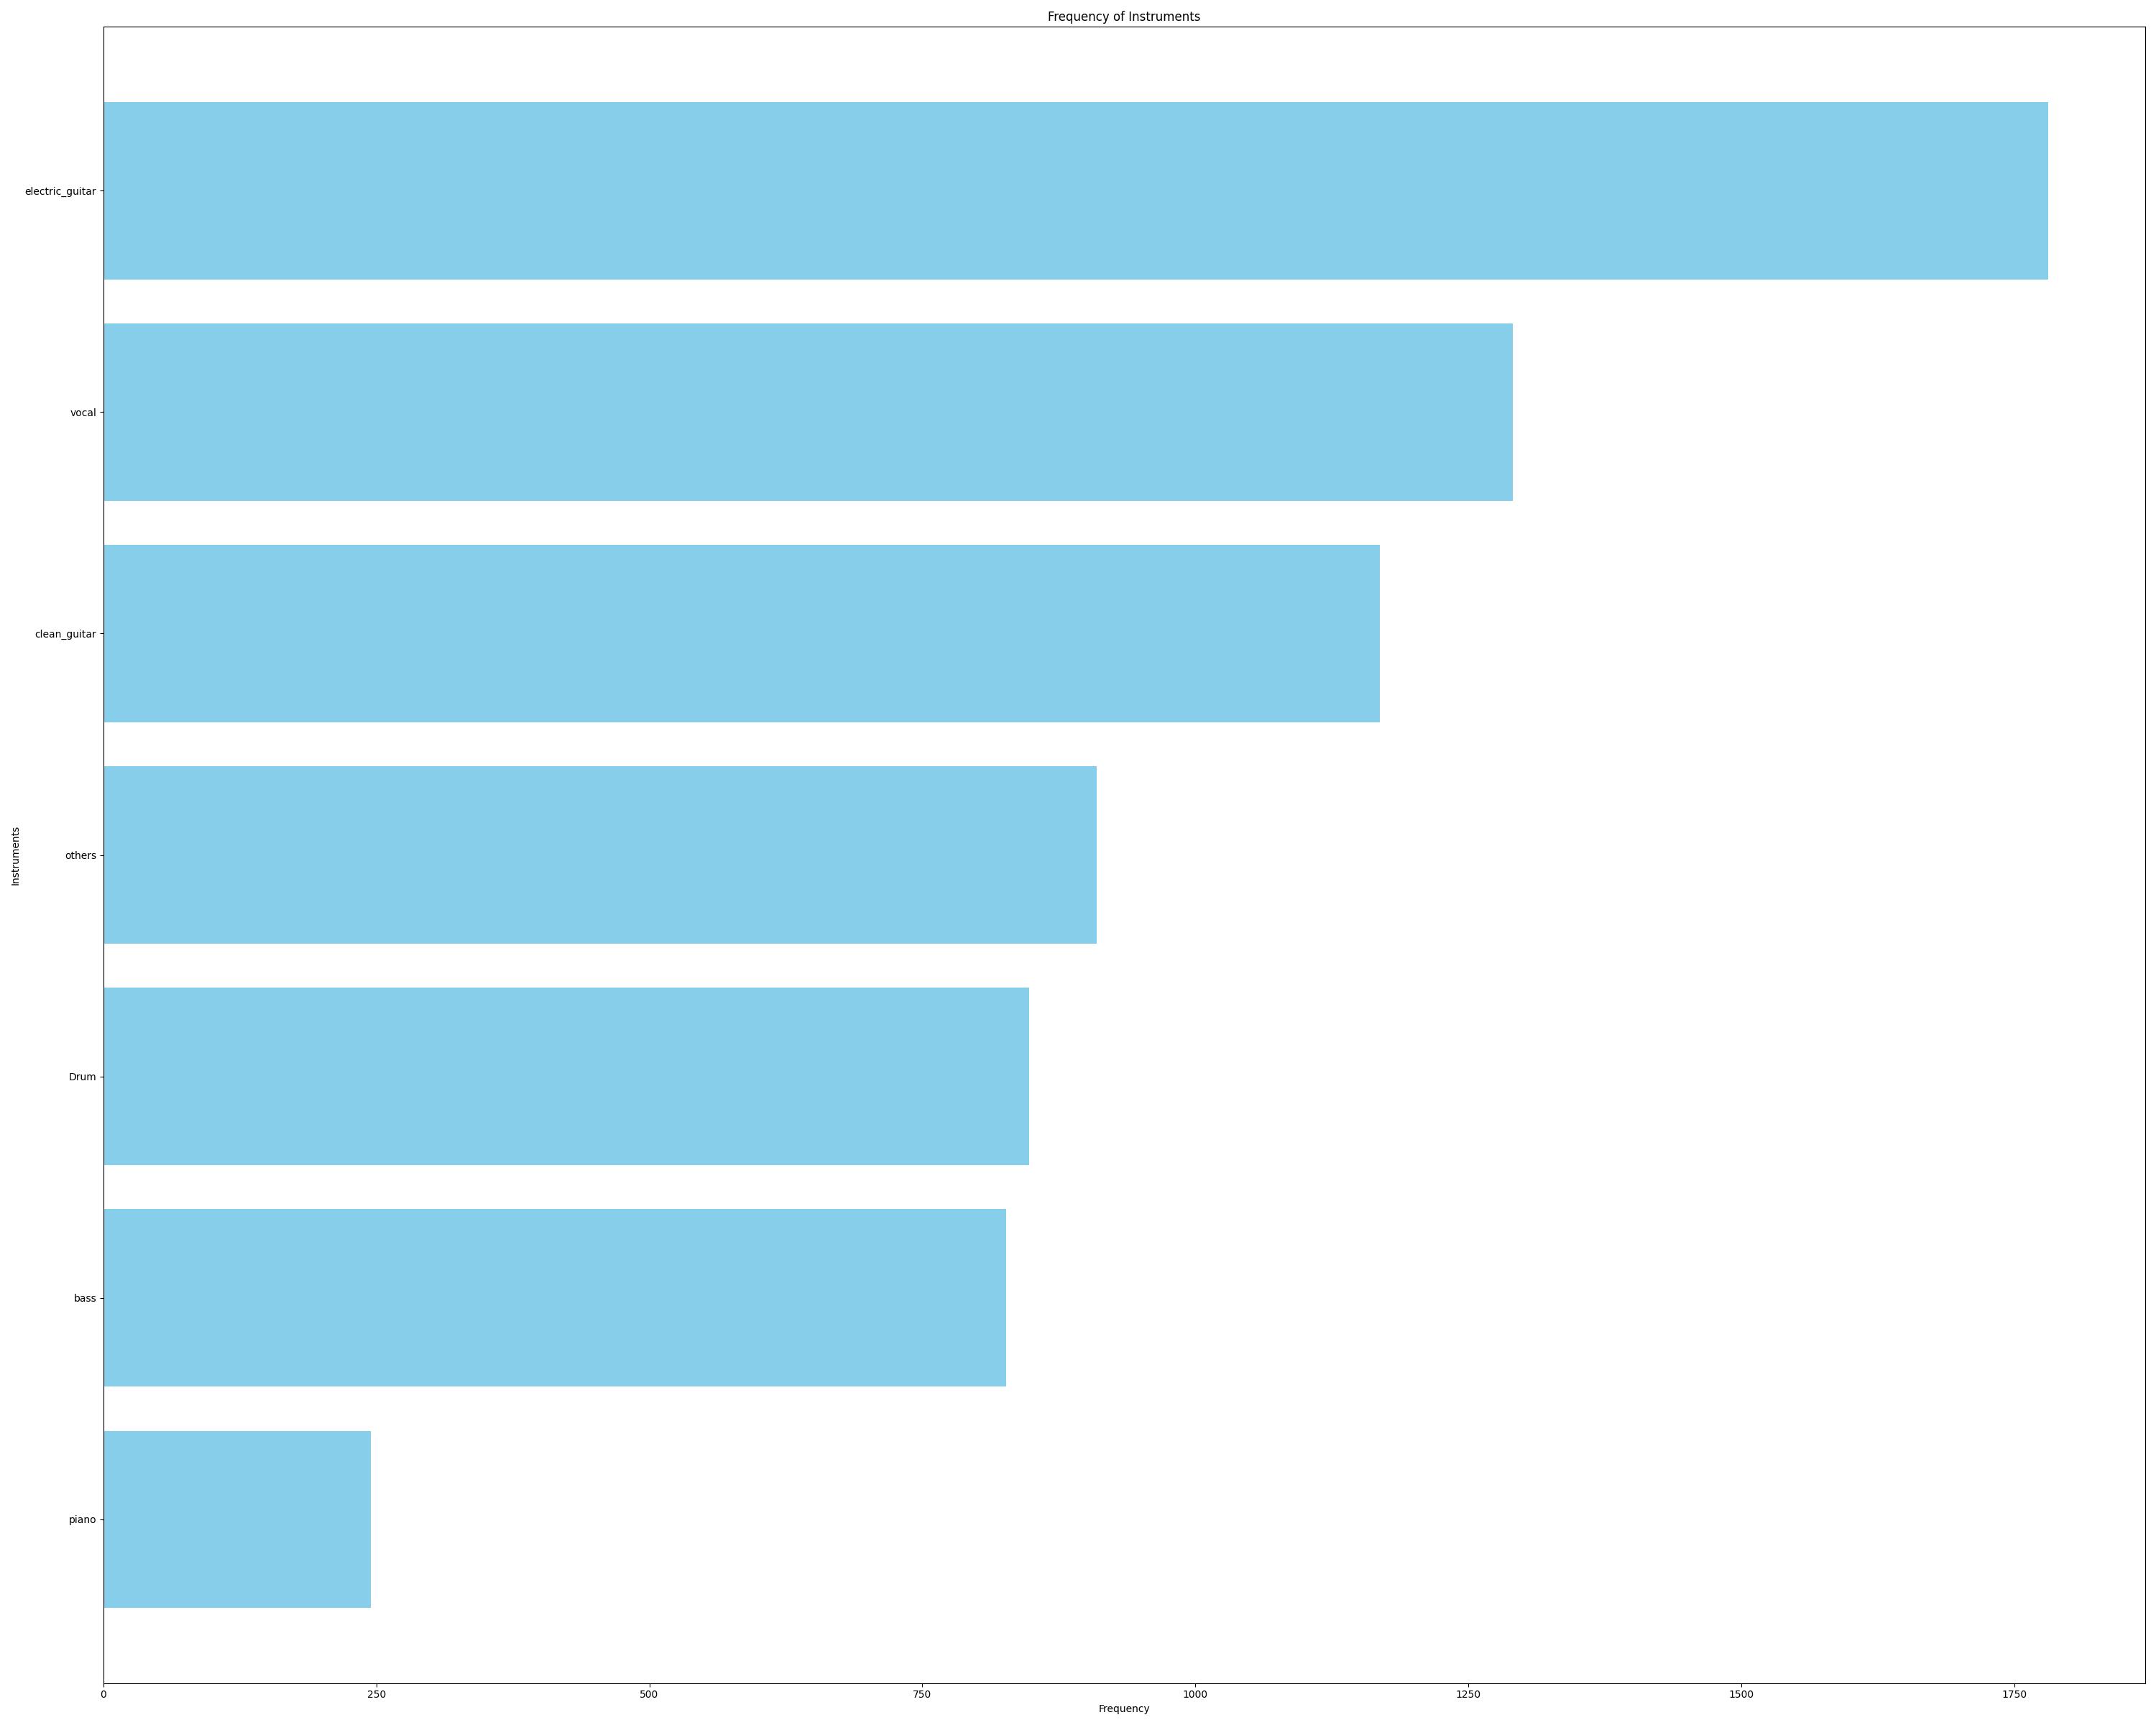 Frequency of Instruments
electric_guitar
vocal
clean_guitar
others
Drum
bass
piano
Instruments
0 250 500 750 1000 1250 1500 1750
Frequency